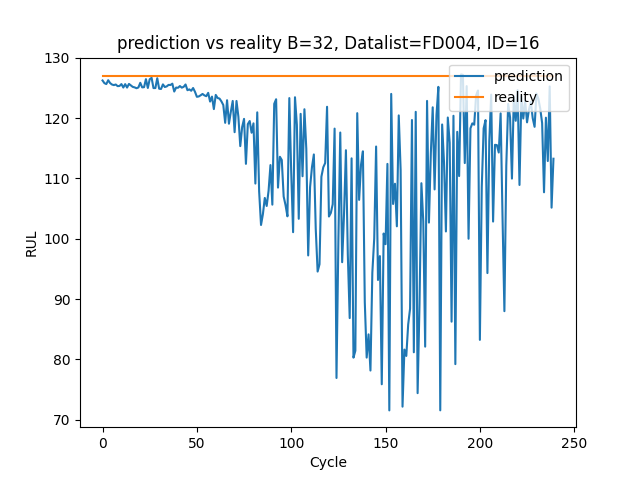 prediction vs reality B=32, Datalist=FD004, ID=16
130
120
110
100
90
80
70
RUL
prediction
reality
0
50
100
150
200
250
Cycle